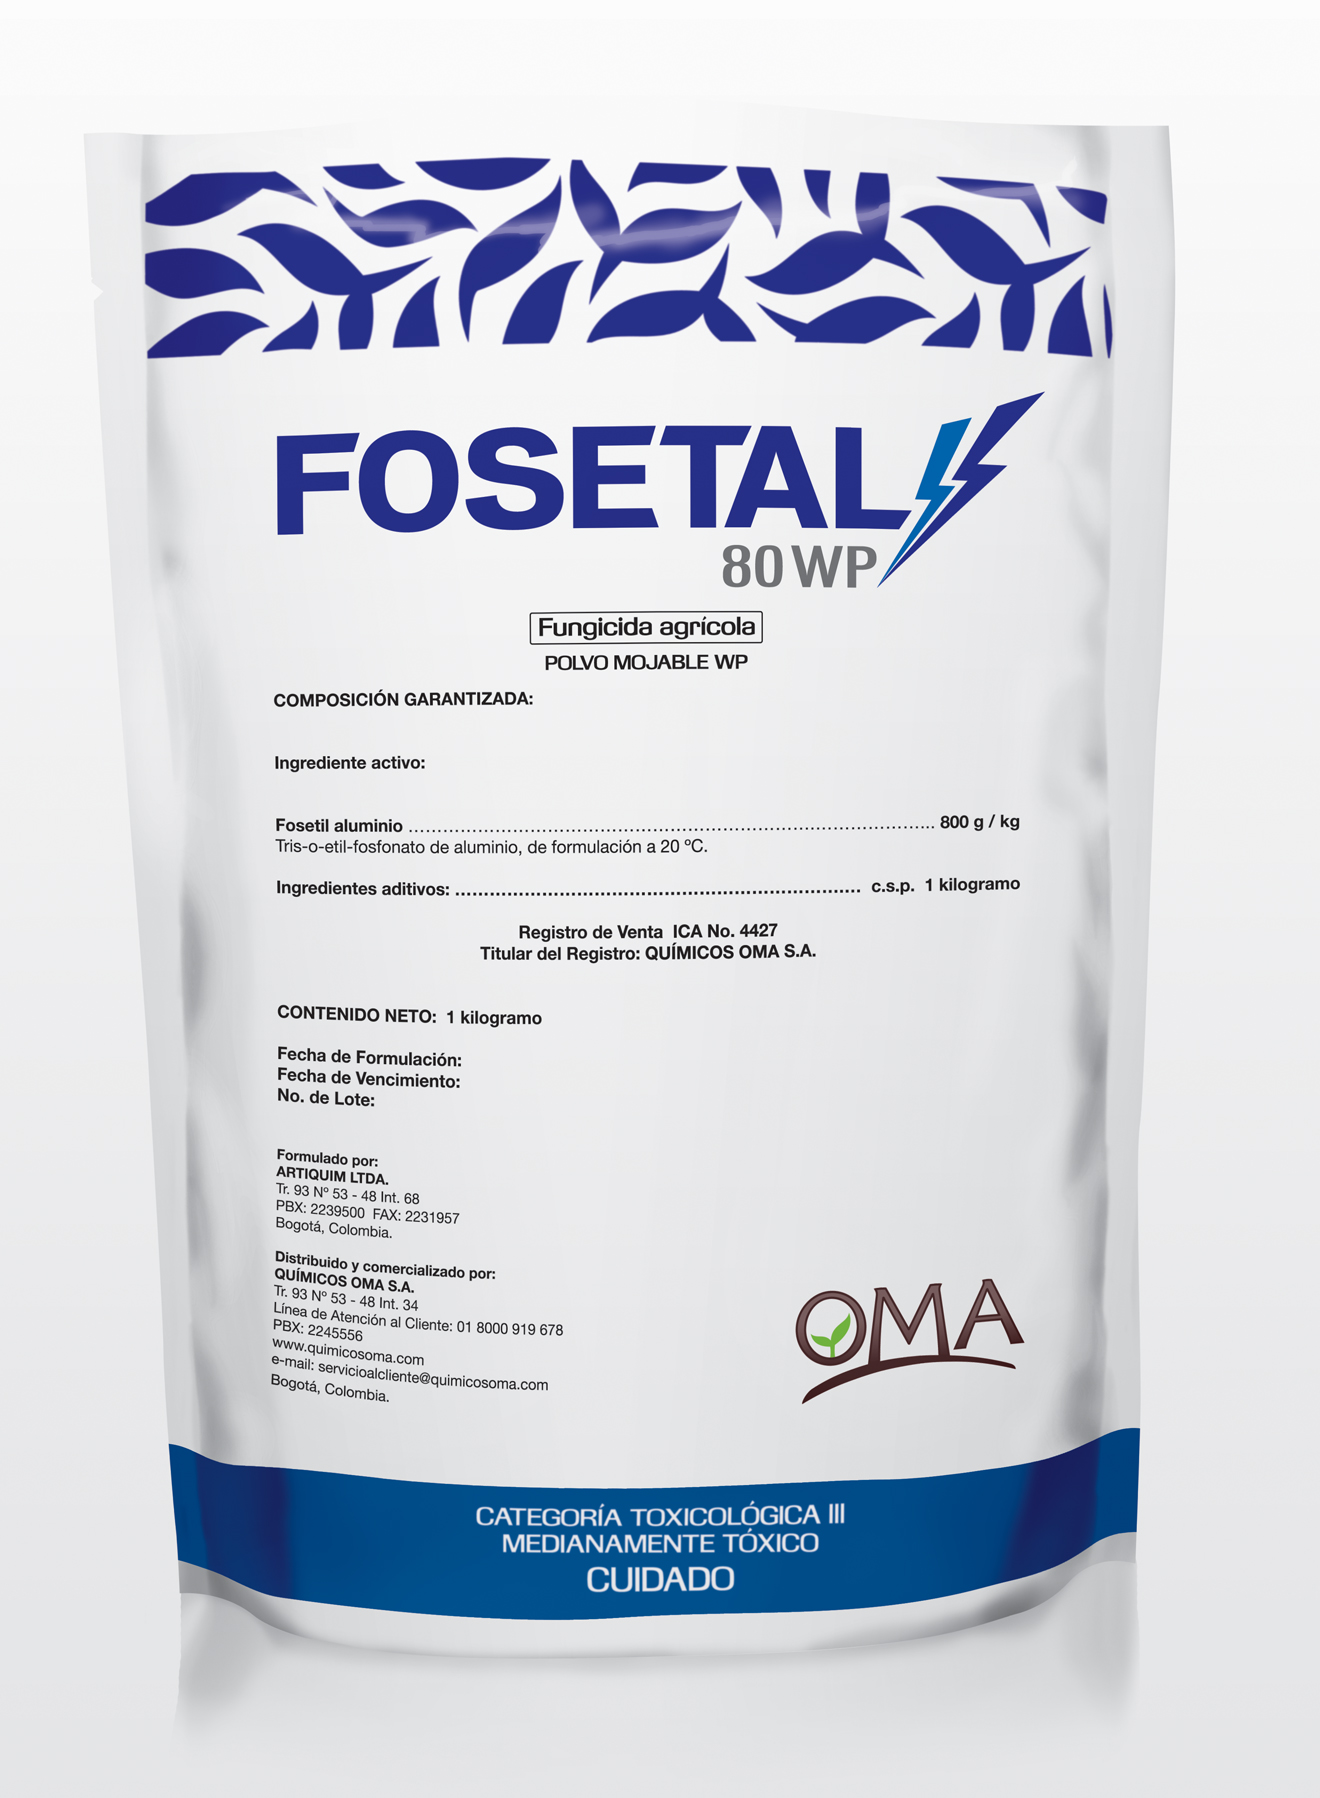 FOSETAL
80 WP
Fungicida agrícola
POLVO MOJABLE WP
COMPOSICIÓN GARANTIZADA:
Ingrediente activo:
Fosetil aluminio ........................................................................................ 800 g / kg
Tris-o-etil-fosfonato de aluminio, de formulación a 20 ºC.
Ingredientes aditivos: ...................................................................... c.s.p. 1 kilogramo
Registro de Venta ICA No. 4427
Titular del Registro: QUÍMICOS OMA S.A.
CONTENIDO NETO: 1 kilogramo
Fecha de Formulación:
Fecha de Vencimiento:
No. de Lote:
Formulado por:
ARTIQUIM LTDA.
Tr. 93 Nº 53 - 48 Int. 68
PBX: 2239500 FAX: 2231957
Bogotá, Colombia.
Distribuido y comercializado por:
QUÍMICOS OMA S.A.
Tr. 93 Nº 53 - 48 Int. 34
Línea de Atención al Cliente: 01 8000 919 678
PBX: 2245556
www.quimicosoma.com
e-mail: servicioalcliente@quimicosoma.com
Bogotá, Colombia.
OMA
CATEGORÍA TOXICOLÓGICA III
MEDIANAMENTE TÓXICO
CUIDADO